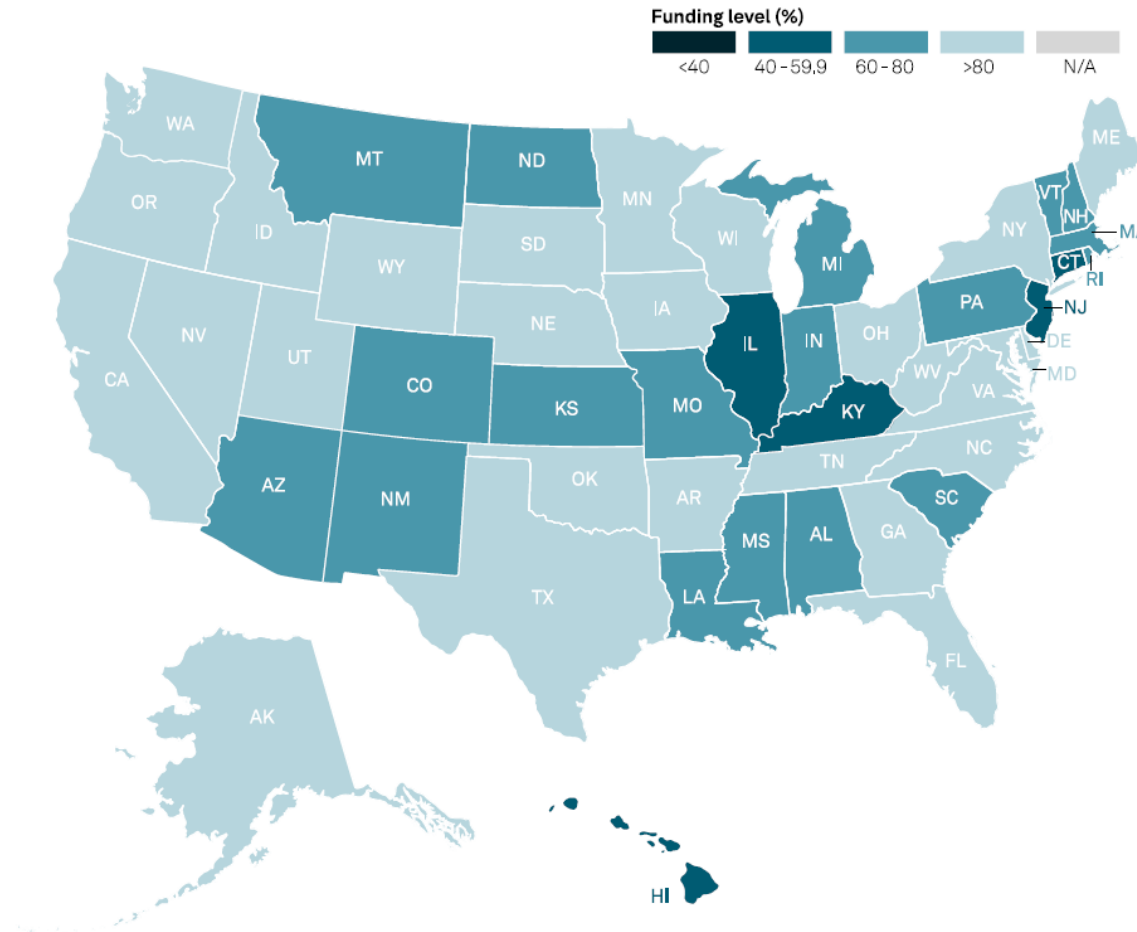 Funding level (%)
<40 40-59,9 60-80 >80 N/A
WA
ME
MT
ND
VT
MN
OR
NH
NY
ID
SD
WI
MA
CT
WY
MI
RI
PA
IA
NJ
NE
NV
OH
IL
IN
DE
UT
WV
MD
CA
CO
VA
KS
MO
KY
NC
TN
OK
AZ
NM
AR
SC
GA
MS
AL
TX
LA
FL
AK
HI